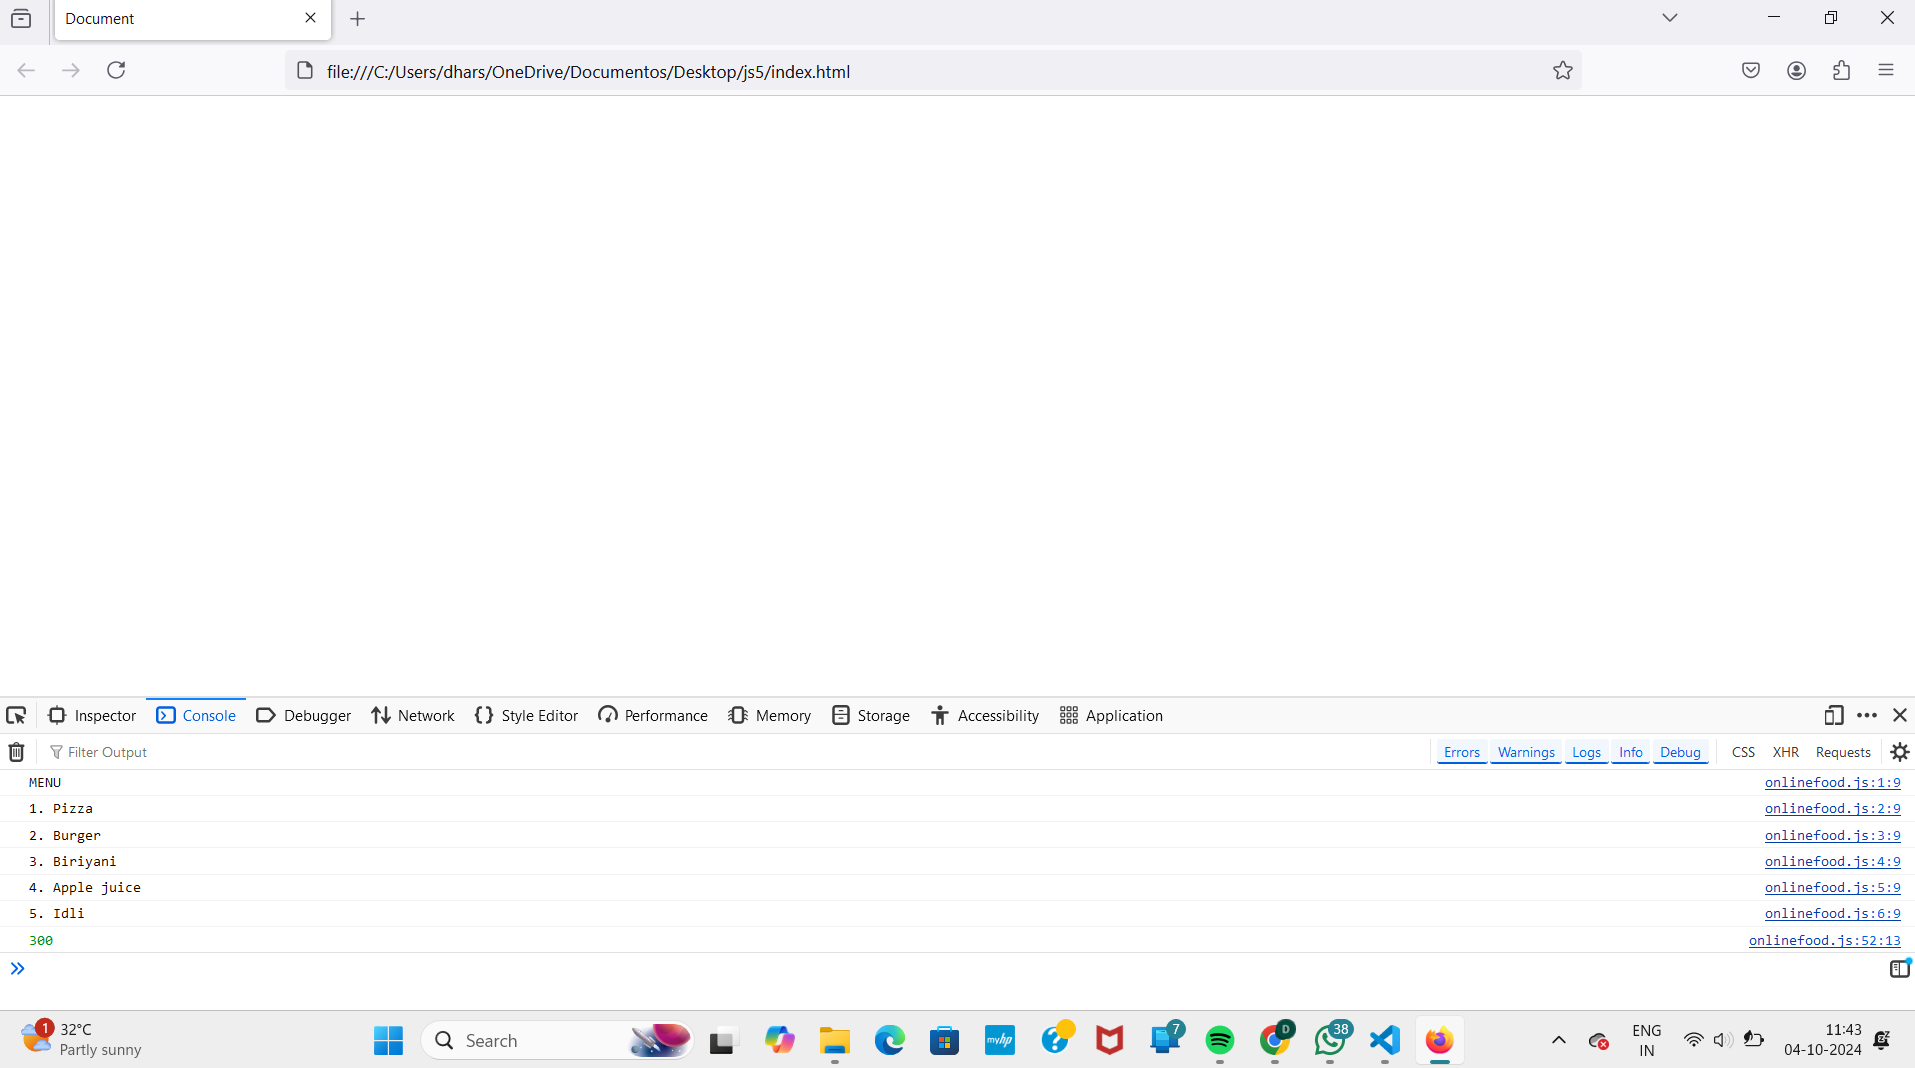 Document
file:///C:/Users/dhars/OneDrive/Documentos/Desktop/js5/index.html
Inspector Console Debugger Network Style Editor Performance Memory Storage Accessibility Application
Filter Output Errors Warnings Logs Info Debug CSS XHR Requests
MENU onlinefood.js:1:9
1. Pizza onlinefood.js:2:9
2. Burger onlinefood.js:3:9
3. Biriyani onlinefood.js:4:9
4. Apple juice onlinefood.js:5:9
5. Idli onlinefood.js:6:9
300 onlinefood.js:52:13
1 32°C
Partly sunny
Search
myhp
7
D
38
ENG
IN
11:43
04-10-2024